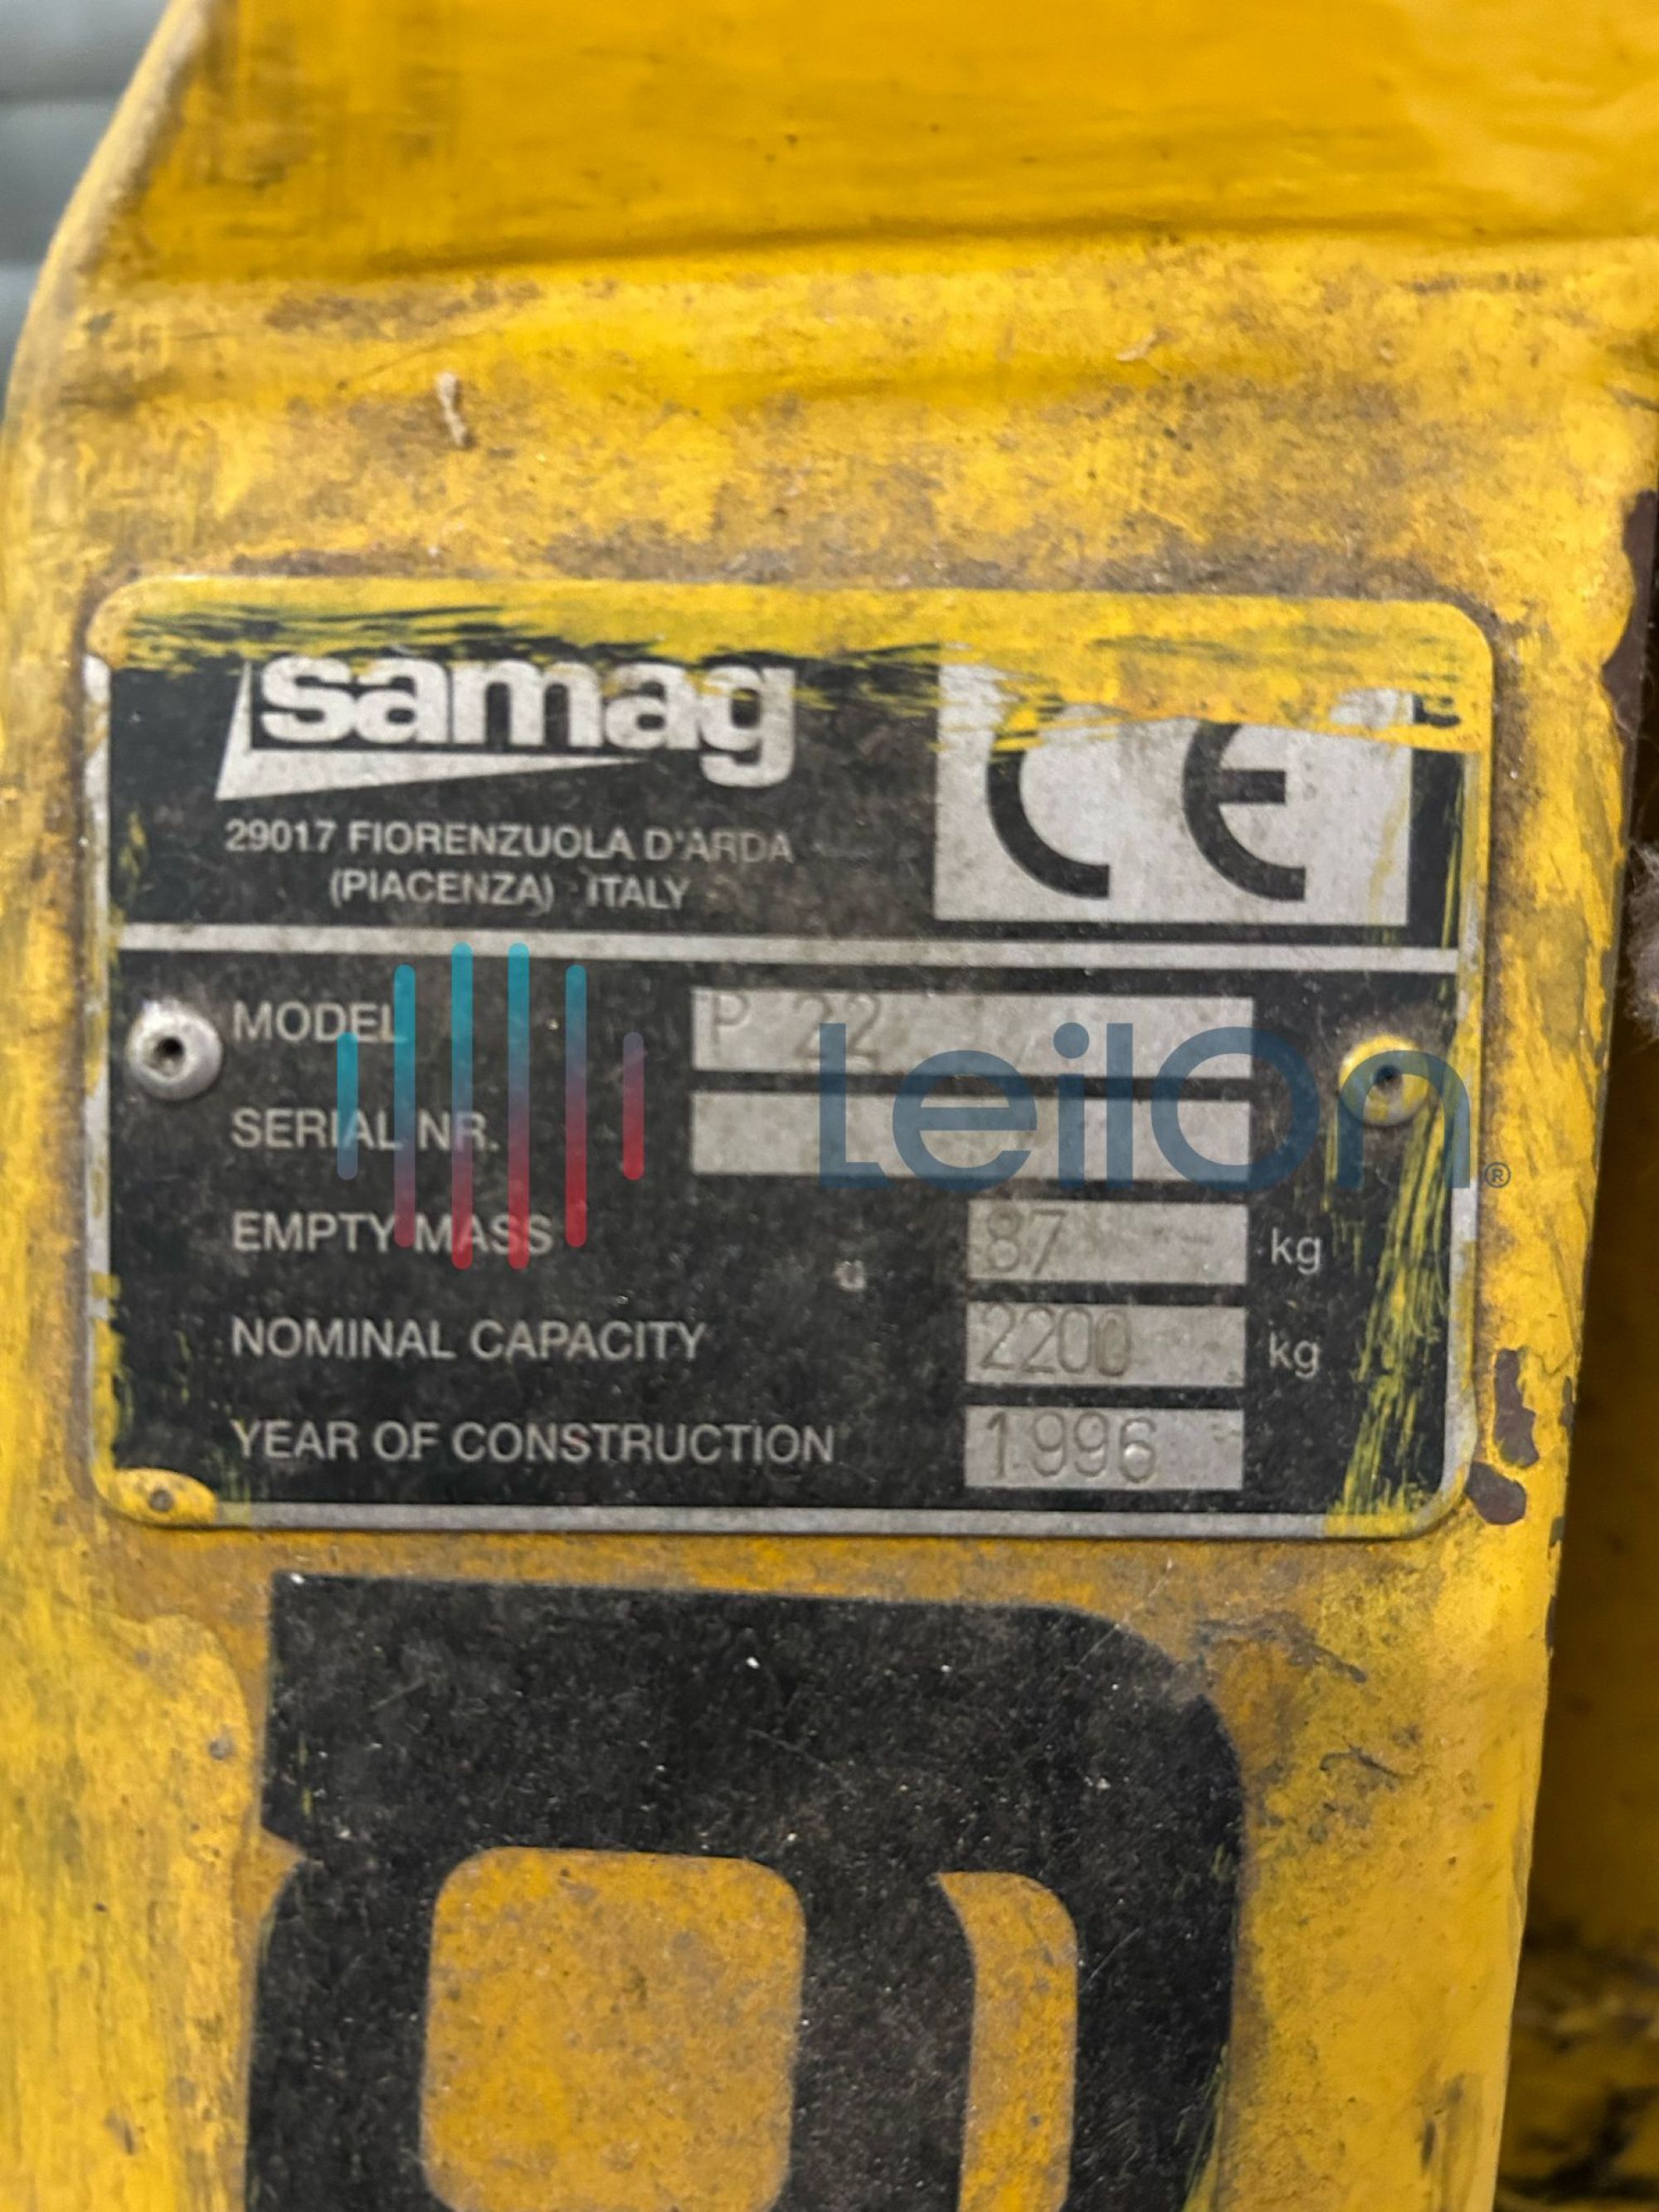 samag
CE
29017 FIORENZUOLA D'ARDA
(PIACENZA) ITALY
MODEL P 22
SERIAL NR.
EMPTY MASS 87 kg
NOMINAL CAPACITY 2200 kg
YEAR OF CONSTRUCTION 1996
LeilOn®